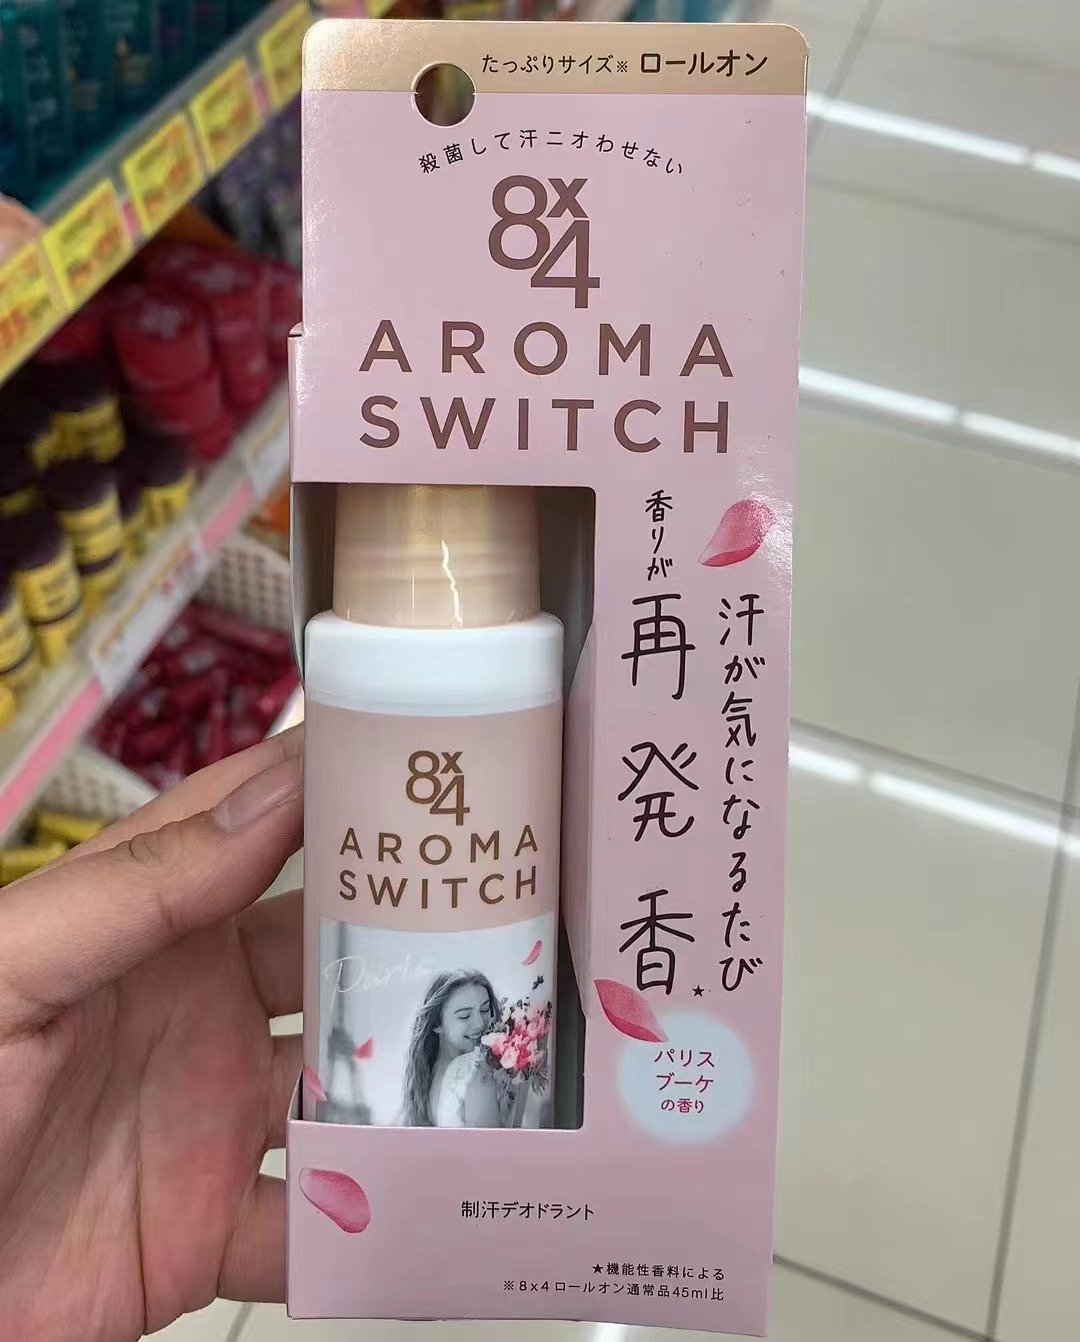 たっぷりサイズ※ ロールオン
殺菌して汗ニオわせない
8x4
AROMA
SWITCH
汗が気になるたび
香りが再発香★
8x4
AROMA
SWITCH
パリス
ブーケ
の香り
制汗デオドラント
★機能性香料による
※8x4ロールオン通常品45ml比